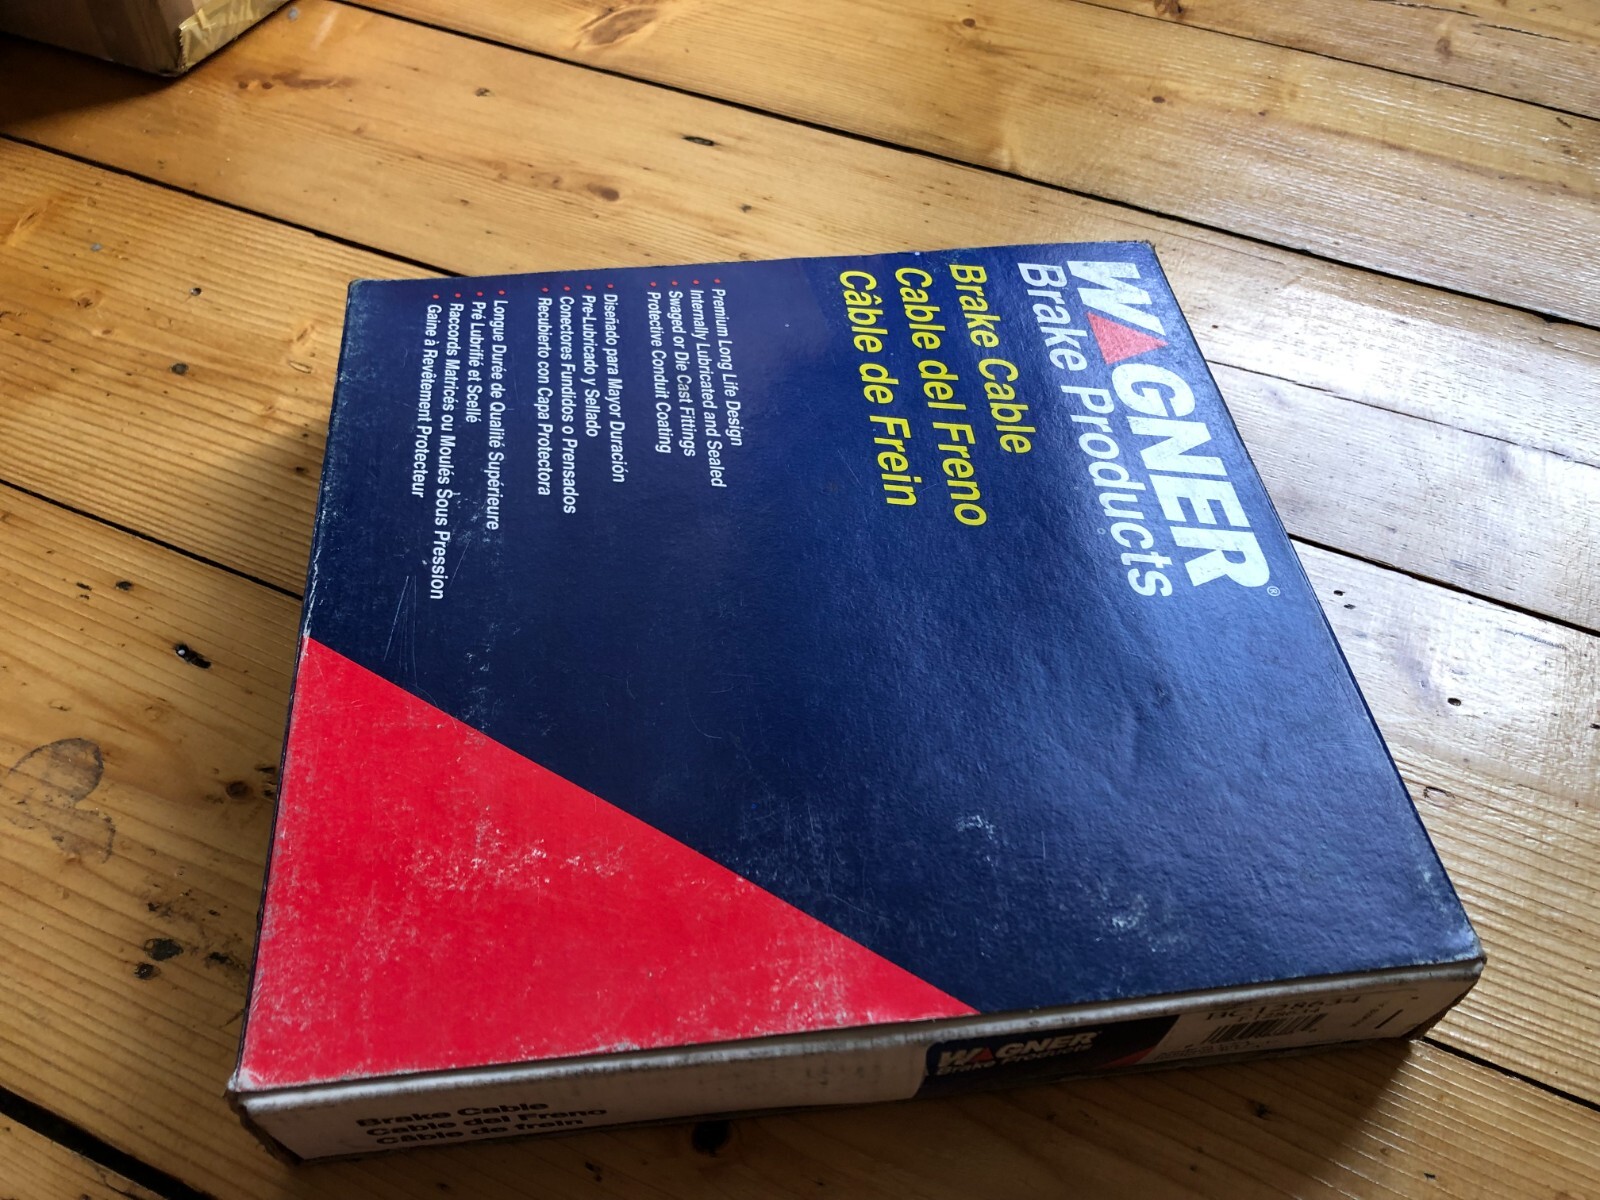 WAGNER®
Brake Products
Brake Cable
Cable del Freno
Câble de Frein
• Premium Long Life Design
• Internally Lubricated and Sealed
• Swaged or Die Cast Fittings
• Protective Conduit Coating
• Diseñado para Mayor Duración
• Pre-Lubricado y Sellado
• Conectores Fundidos o Prensados
• Recubierto con Capa Protectora
• Longue Durée de Qualité Supérieure
• Pré Lubrifié et Scellé
• Raccords Matricés ou Moulés Sous Pression
• Gaine à Revêtement Protecteur
Brake Cable
Cable del Freno
Câble de frein
WAGNER
Brake Products